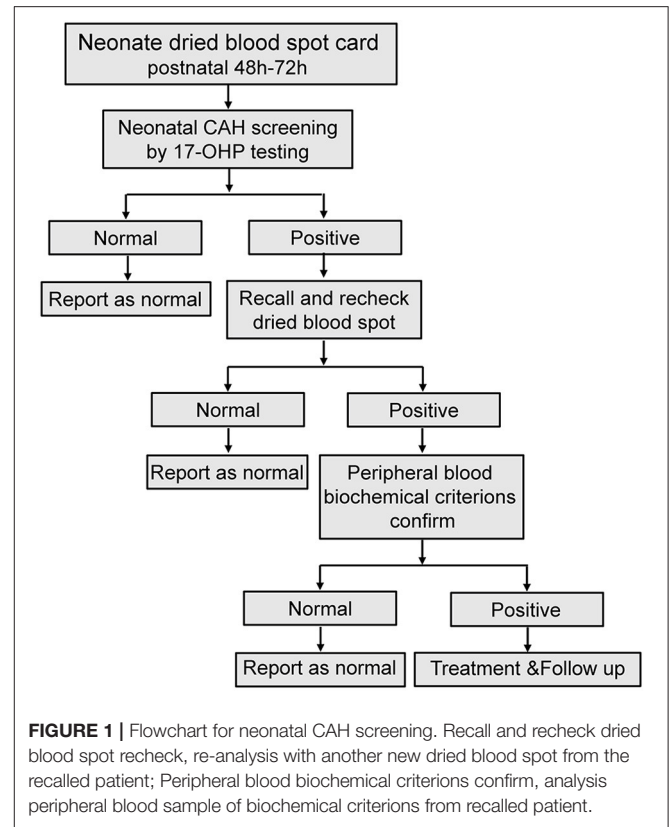 Neonate dried blood spot card
postnatal 48h-72h
Neonatal CAH screening
by 17-OHP testing
Normal
Positive
Report as normal
Recall and recheck
dried blood spot
Normal
Positive
Report as normal
Peripheral blood
biochemical criterions
confirm
Normal
Positive
Report as normal
Treatment &Follow up
FIGURE 1 | Flowchart for neonatal CAH screening. Recall and recheck dried
blood spot recheck, re-analysis with another new dried blood spot from the
recalled patient; Peripheral blood biochemical criterions confirm, analysis
peripheral blood sample of biochemical criterions from recalled patient.